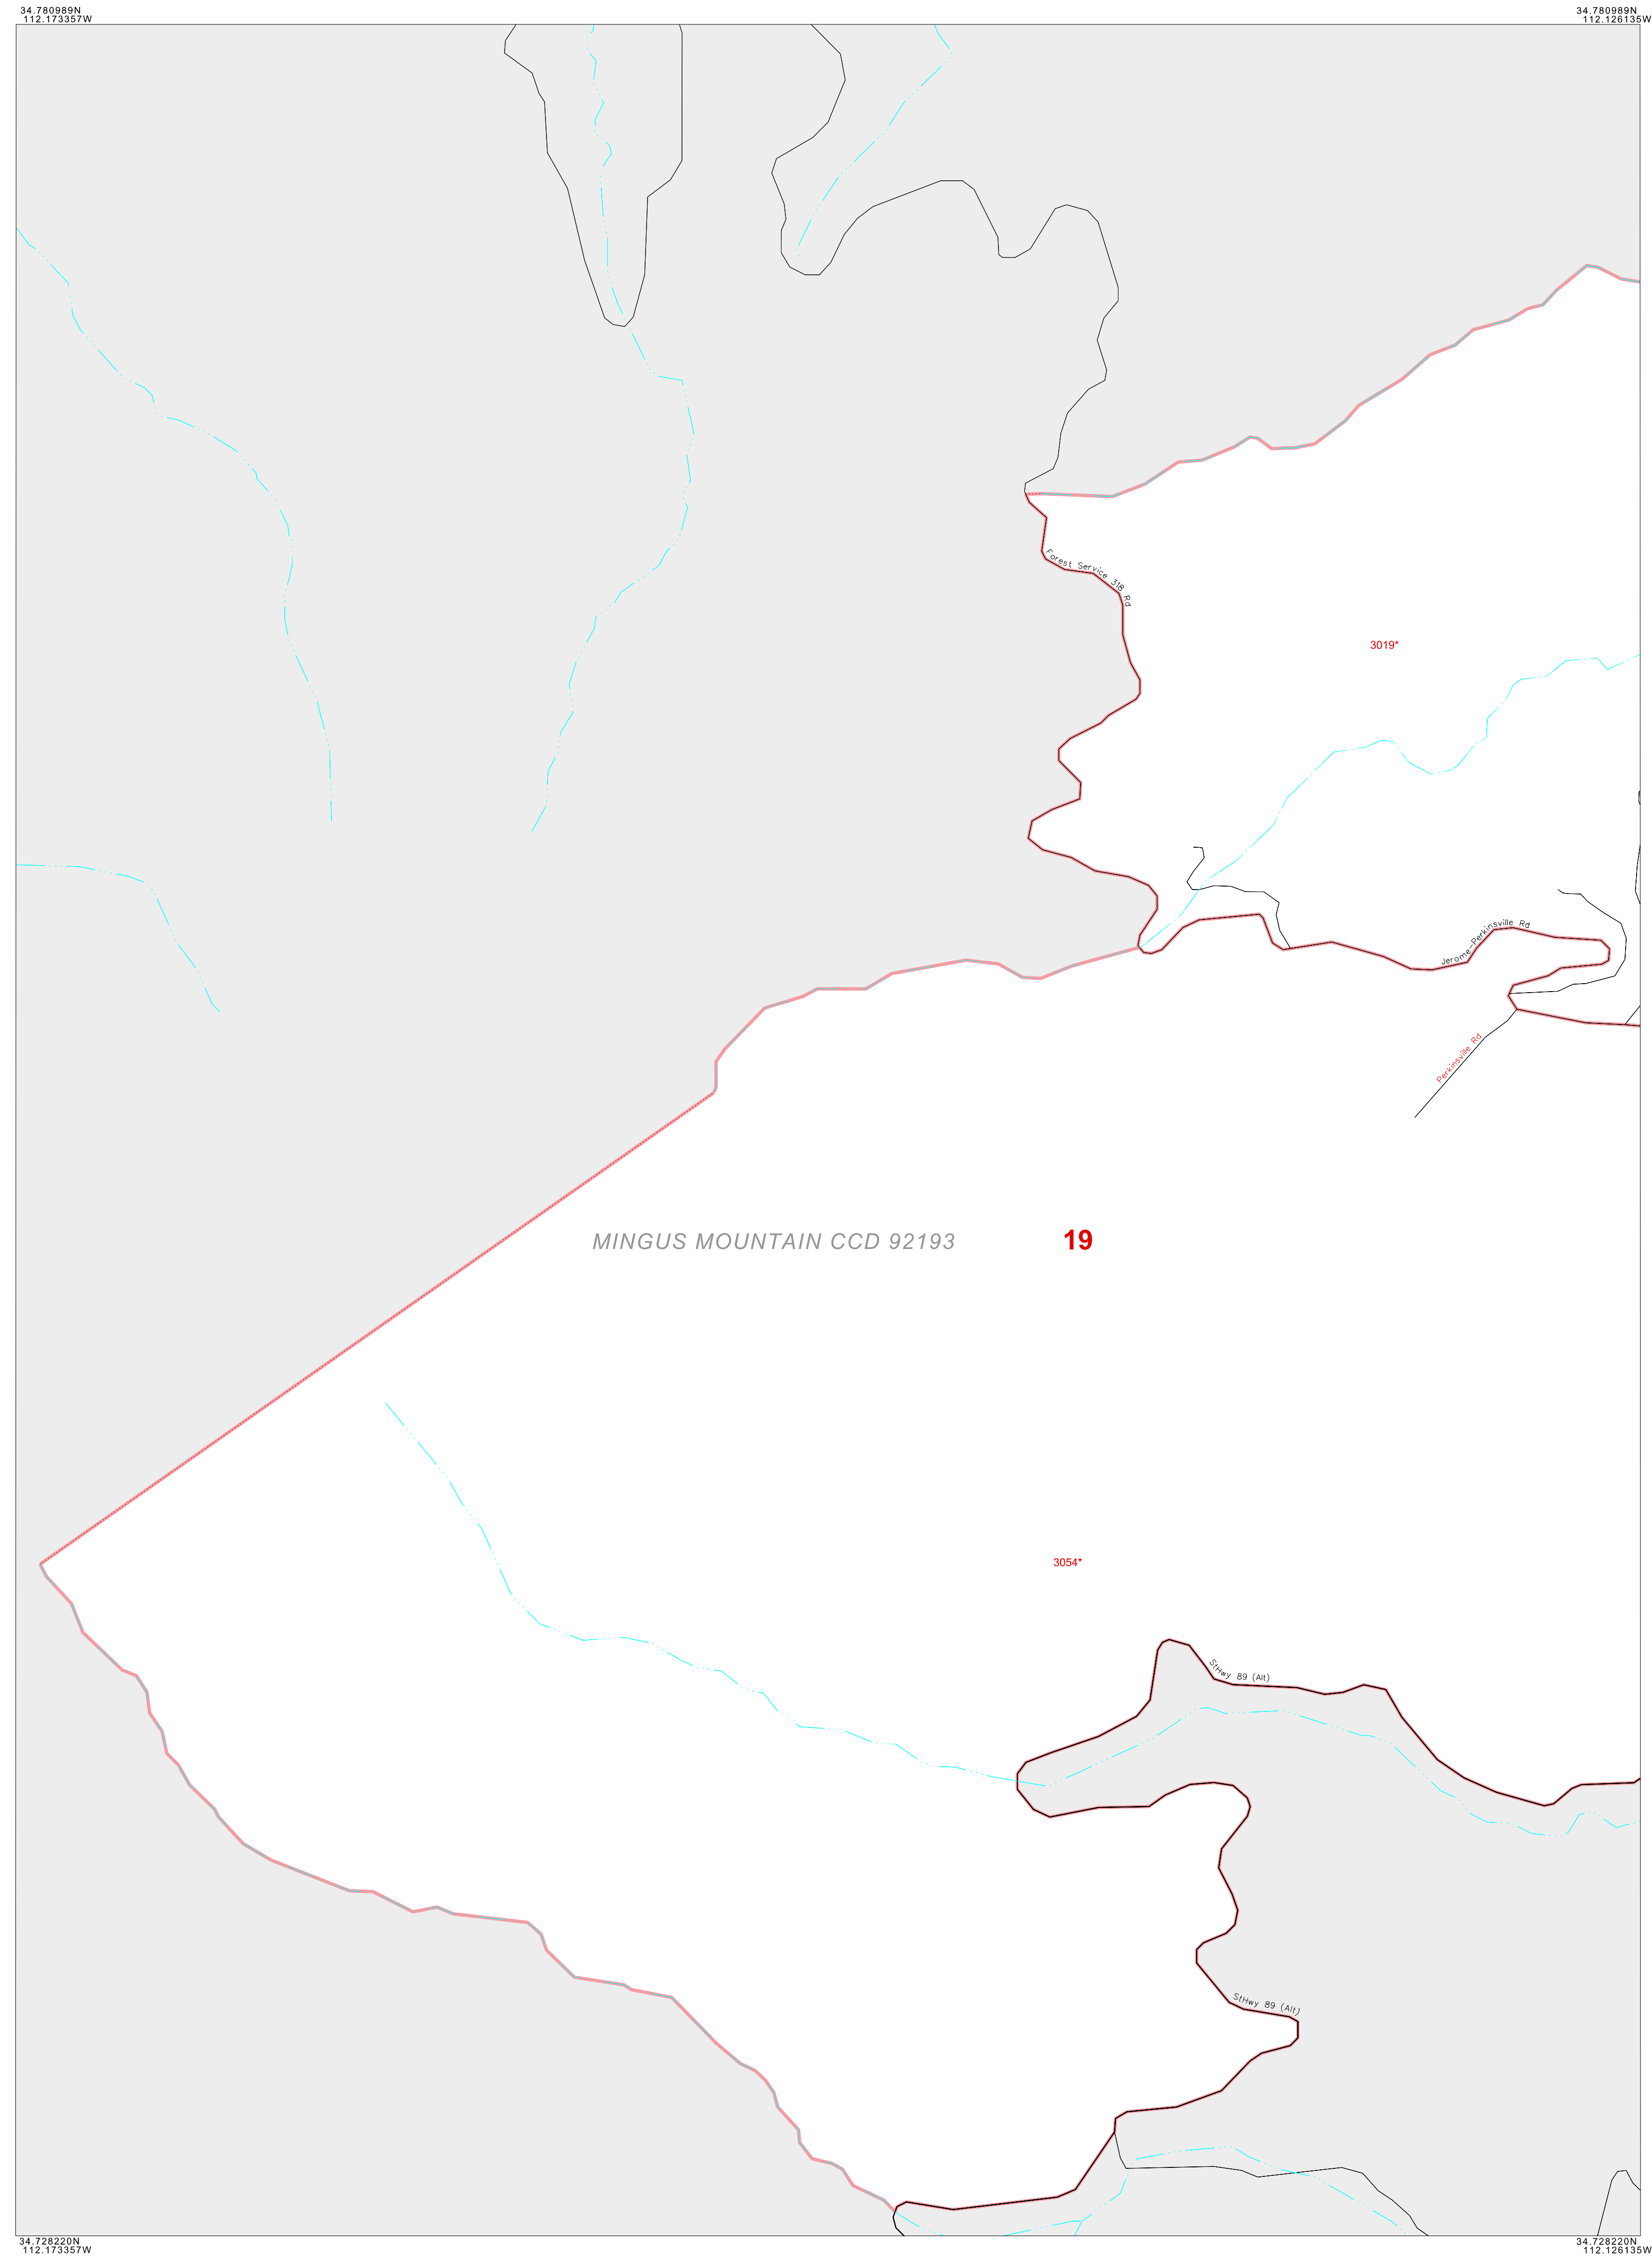 34.780989N
112.173357W
34.780989N
112.126135W
Forest Service 318 Rd
3019*
Jerome-Perkinsville Rd
Perkinsville Rd
MINGUS MOUNTAIN CCD 92193
19
3054*
StHwy 89 (Alt)
StHwy 89 (Alt)
34.728220N
112.173357W
34.728220N
112.126135W